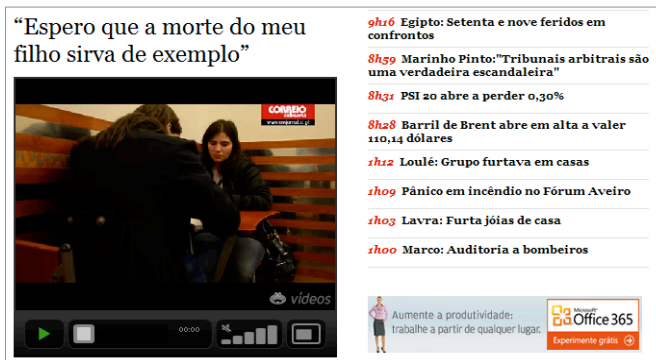 “Espero que a morte do meu
filho sirva de exemplo”
CORREIO
www.cmjornal.pt
videos
00:00
9h16 Egipto: Setenta e nove feridos em
confrontos
8h59 Marinho Pinto:"Tribunais arbitrais são
uma verdadeira escandaleira"
8h31 PSI 20 abre a perder 0,30%
8h28 Barril de Brent abre em alta a valer
110,14 dólares
1h12 Loulé: Grupo furtava em casas
1h09 Pânico em incêndio no Fórum Aveiro
1h03 Lavra: Furta jóias de casa
1h00 Marco: Auditoria a bombeiros
Aumente a produtividade:
trabalhe a partir de qualquer lugar.
Microsoft
Office 365
Experimente grátis